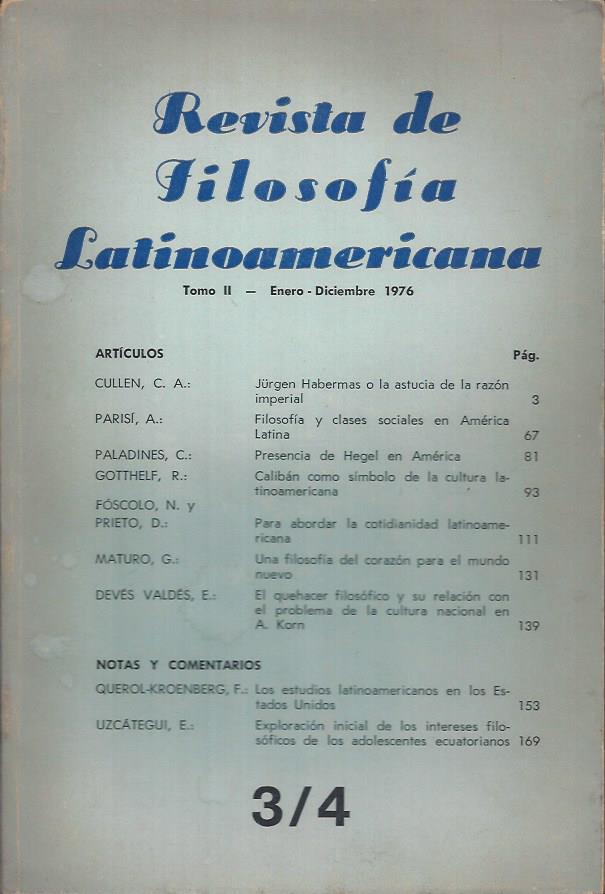 Revista de
Filosofía
Latinoamericana
Tomo II — Enero - Diciembre 1976
ARTÍCULOS Pág.
CULLEN, C. A.: Jürgen Habermas o la astucia de la razón
imperial 3
PARISÍ, A.: Filosofía y clases sociales en América
Latina 67
PALADINES, C.: Presencia de Hegel en América 81
GOTTHELF, R.: Calibán como símbolo de la cultura la-
tinoamericana 93
FÓSCOLO, N. y
PRIETO, D.: Para abordar la cotidianidad latinoame-
ricana 111
MATURO, G.: Una filosofía del corazón para el mundo
nuevo 131
DEVÉS VALDÉS, E.: El quehacer filosófico y su relación con
el problema de la cultura nacional en
A. Korn 139
NOTAS Y COMENTARIOS
QUEROL-KROENBERG, F.: Los estudios latinoamericanos en los Es-
tados Unidos 153
UZCÁTEGUI, E.: Exploración inicial de los intereses filo-
sóficos de los adolescentes ecuatorianos 169
3/4